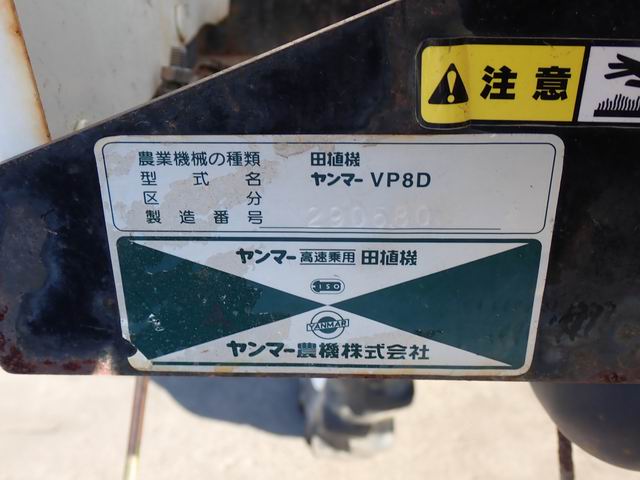 注意
農業機械の種類 田植機
型式名 ヤンマー VP8D
区分
製造番号 290680
ヤンマー 高速乗用 田植機
ISO
YANMAR
ヤンマー農機株式会社